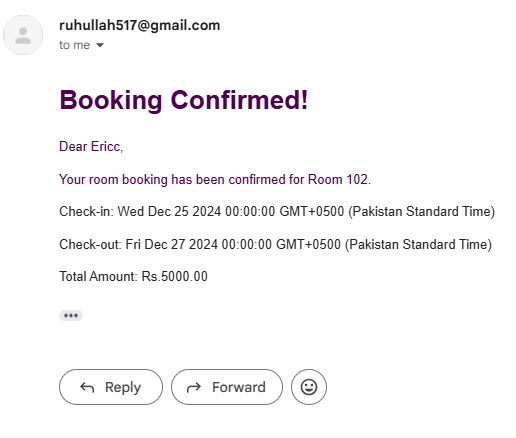 ruhullah517@gmail.com
to me
Booking Confirmed!
Dear Ericc,
Your room booking has been confirmed for Room 102.
Check-in: Wed Dec 25 2024 00:00:00 GMT+0500 (Pakistan Standard Time)
Check-out: Fri Dec 27 2024 00:00:00 GMT+0500 (Pakistan Standard Time)
Total Amount: Rs.5000.00
Reply
Forward